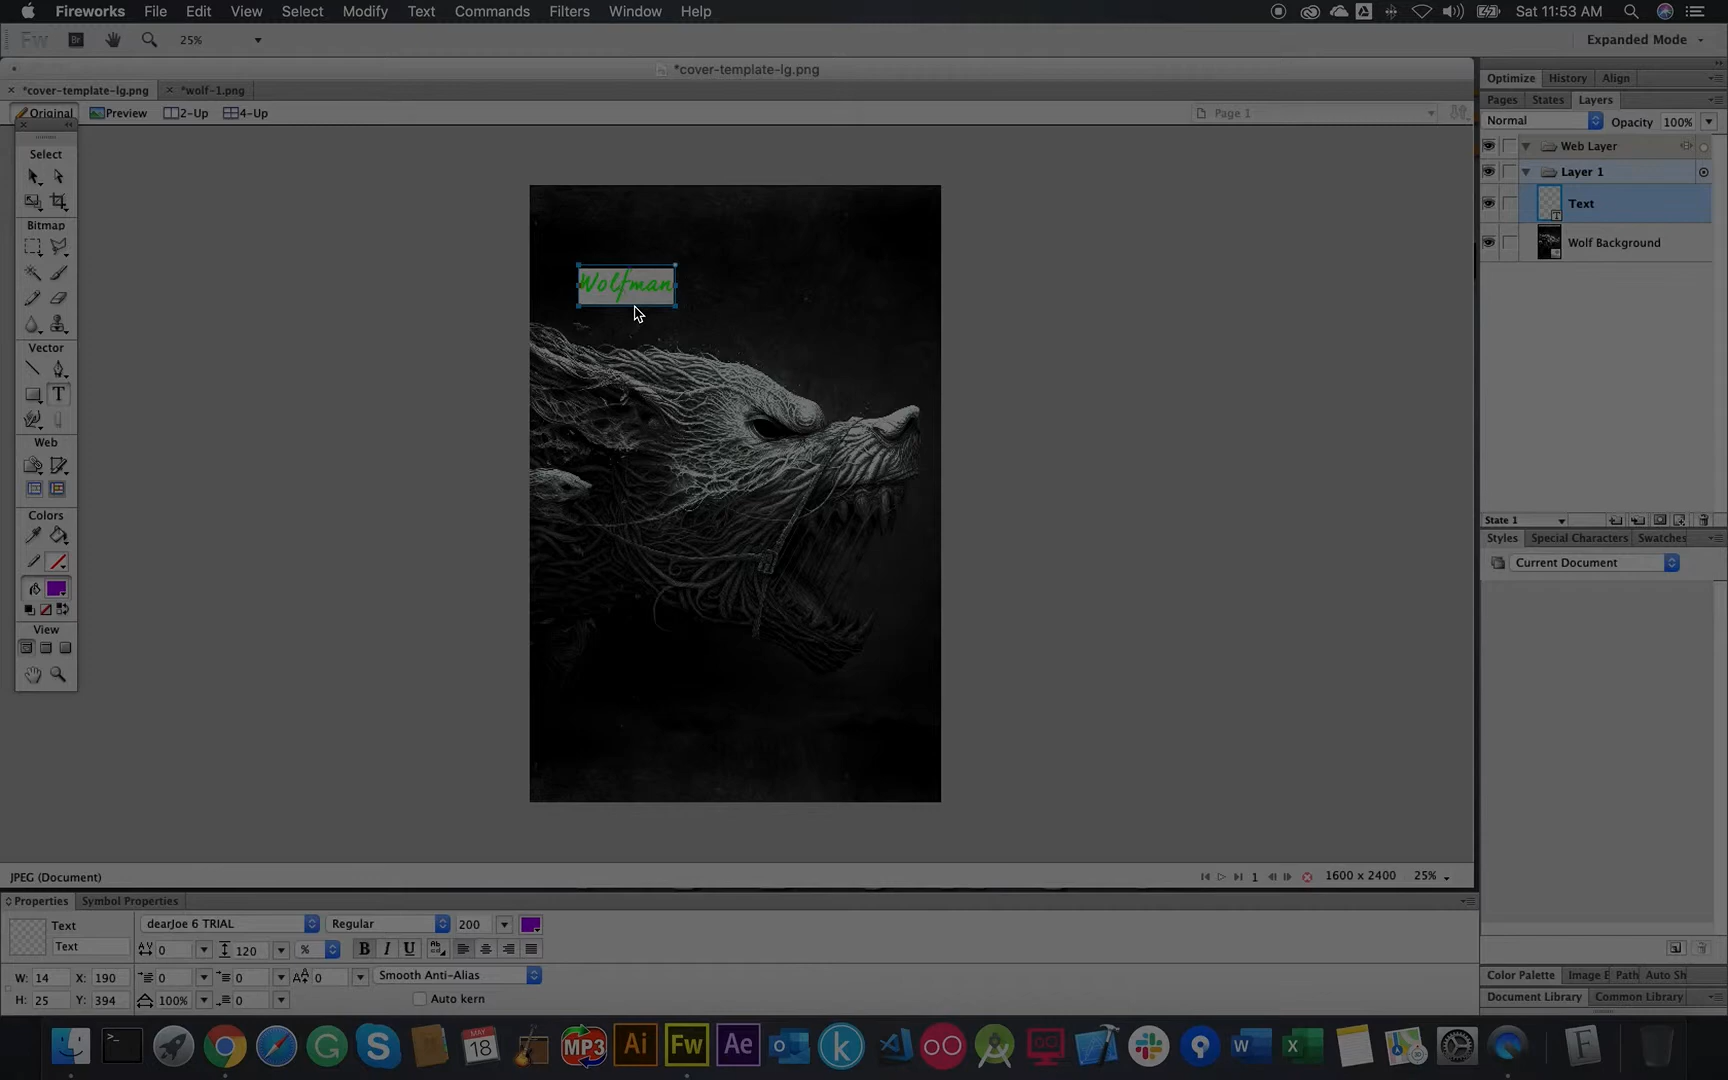 Fireworks File Edit View Select Modify Text Commands Filters Window Help Sat 11:53 AM
Fw Br 25% Expanded Mode
*cover-template-lg.png
*cover-template-lg.png *wolf-1.png
Original Preview 2-Up 4-Up Page 1
Select
Bitmap
Vector
T
Web
Colors
View
Wolfman
Optimize History Align
Pages States Layers
Normal Opacity 100%
Web Layer
Layer 1
Text
Wolf Background
State 1
Styles Special Characters Swatches
Current Document
JPEG (Document) 1 1600 x 2400 25%
Properties Symbol Properties
Text dearJoe 6 TRIAL Regular 200
Text 0 120 % B I U
W: 14 X: 190 0 0 0 Smooth Anti-Alias
H: 25 Y: 394 100% 0 Auto kern
Color Palette Image E Path Auto Sh
Document Library Common Library
MAY 18 MP3 Ai Fw Ae k W X F